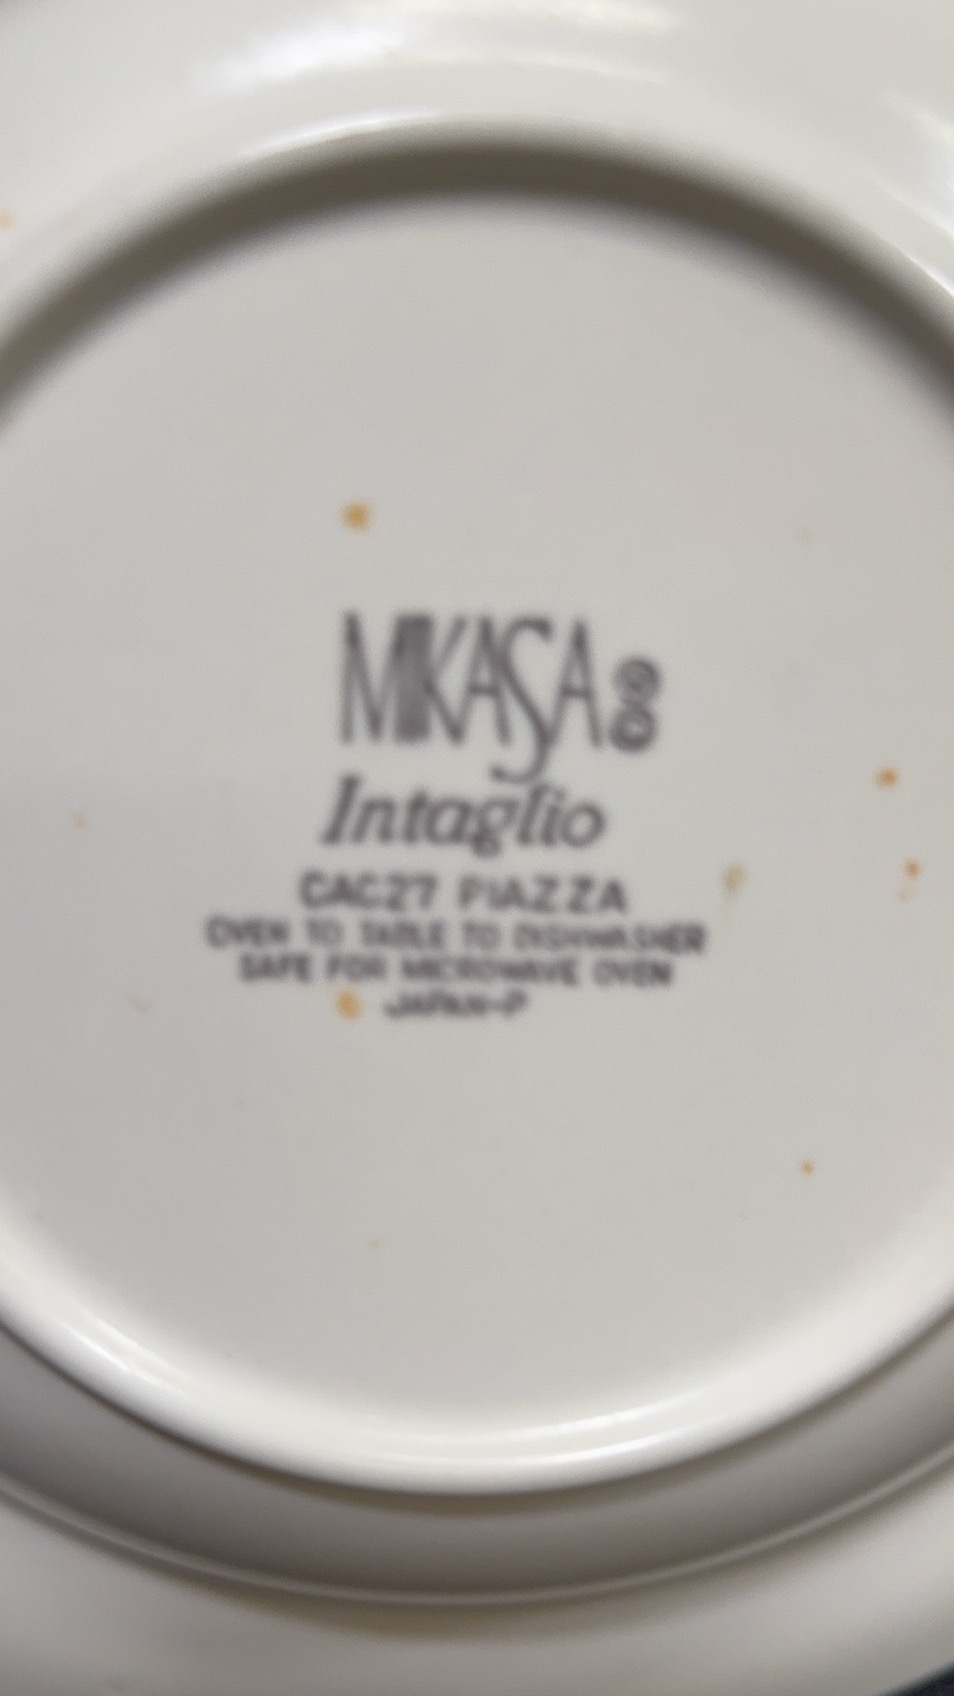 MIKASA ©®
Intaglio
CAC27 PIAZZA
OVEN TO TABLE TO DISHWASHER
SAFE FOR MICROWAVE OVEN
JAPAN-P